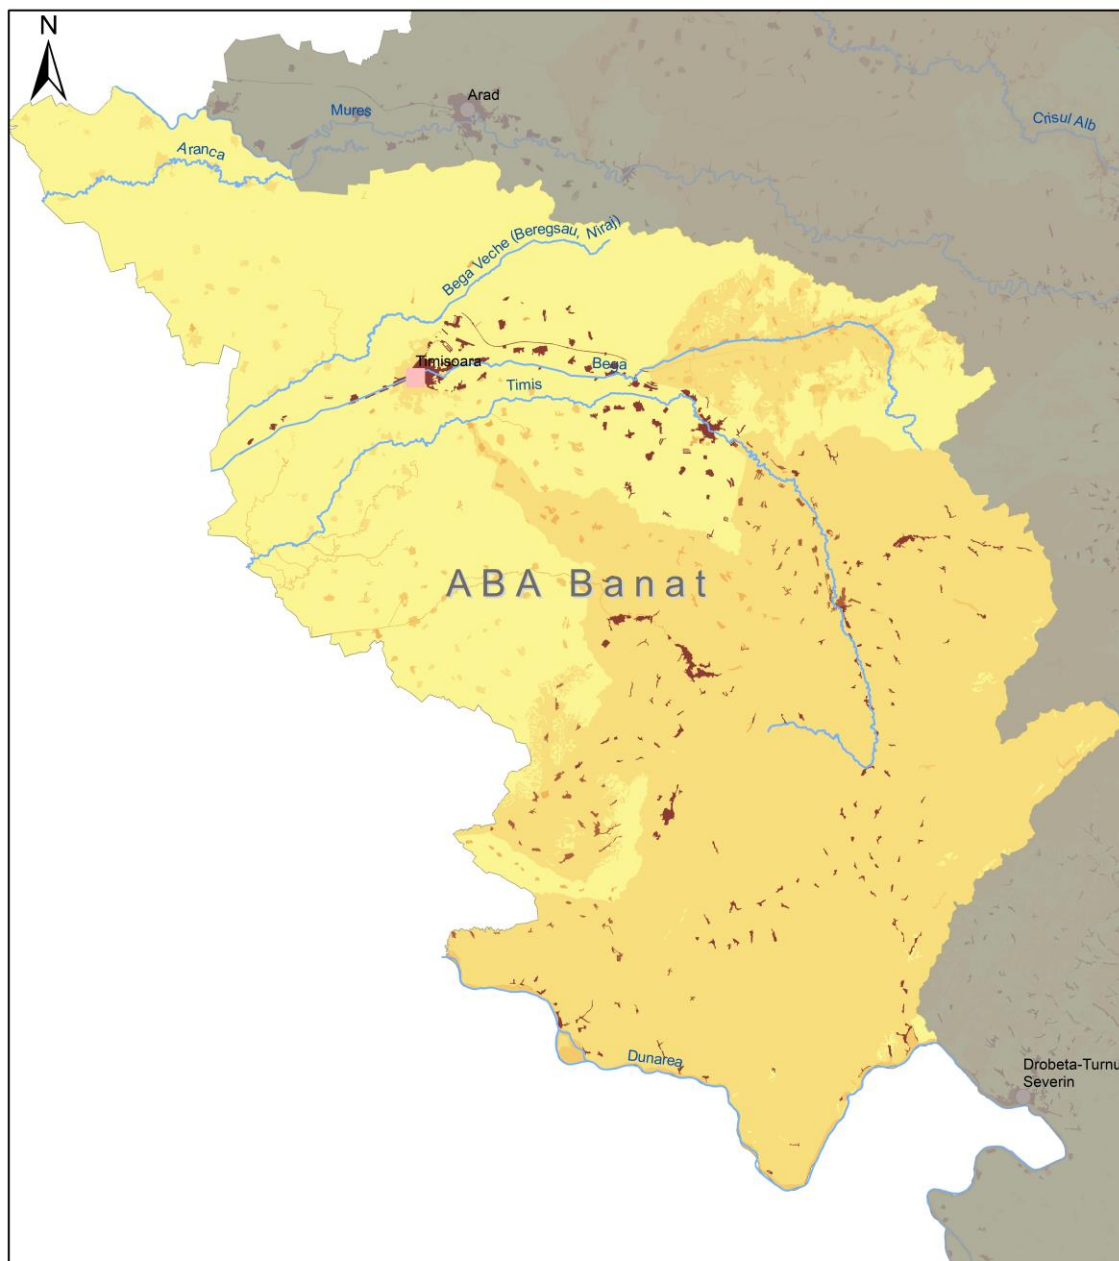 N
Arad
Mures
Crisul Alb
Aranca
Bega Veche (Beregsau, Niraj)
Timisoara
Bega
Timis
ABA Banat
Dunarea
Drobeta-Turnu
Severin